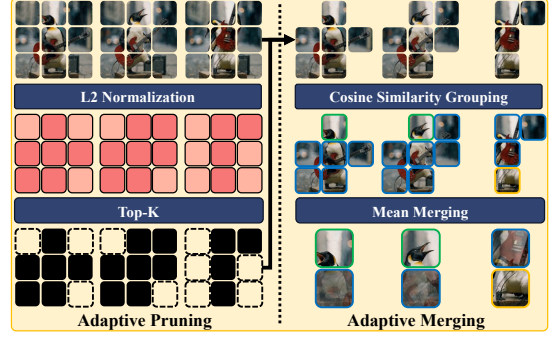 L2 Normalization
Top-K
Adaptive Pruning
Cosine Similarity Grouping
Mean Merging
Adaptive Merging